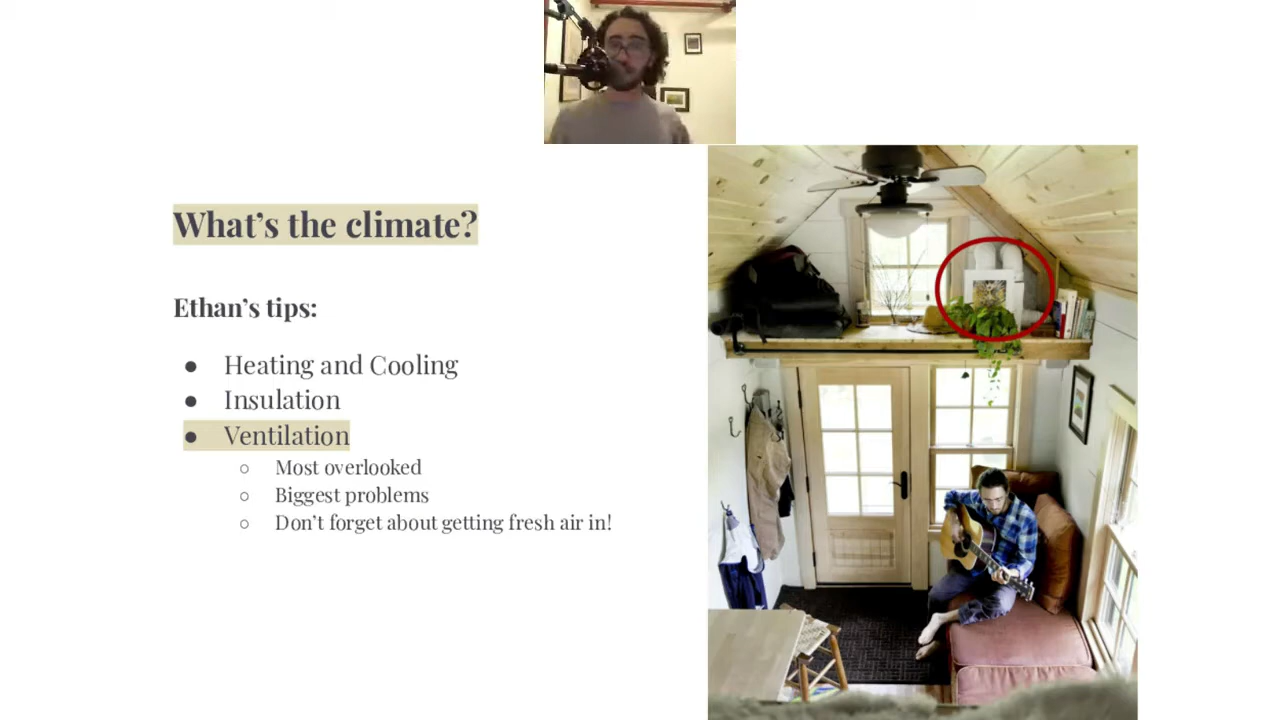 What’s the climate?
Ethan’s tips:
● Heating and Cooling
● Insulation
● Ventilation
○ Most overlooked
○ Biggest problems
○ Don’t forget about getting fresh air in!